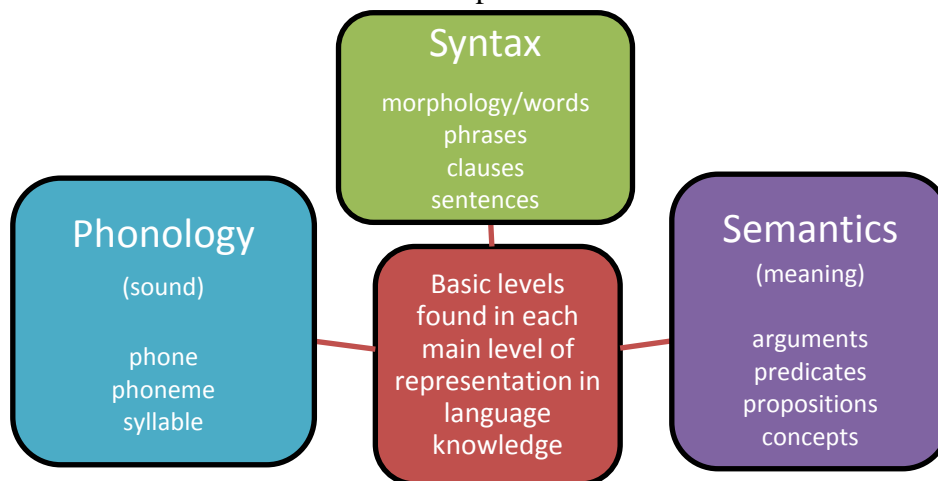 Syntax
morphology/words
phrases
clauses
sentences
Phonology
(sound)
phone
phoneme
syllable
Basic levels
found in each
main level of
representation in
language
knowledge
Semantics
(meaning)
arguments
predicates
propositions
concepts